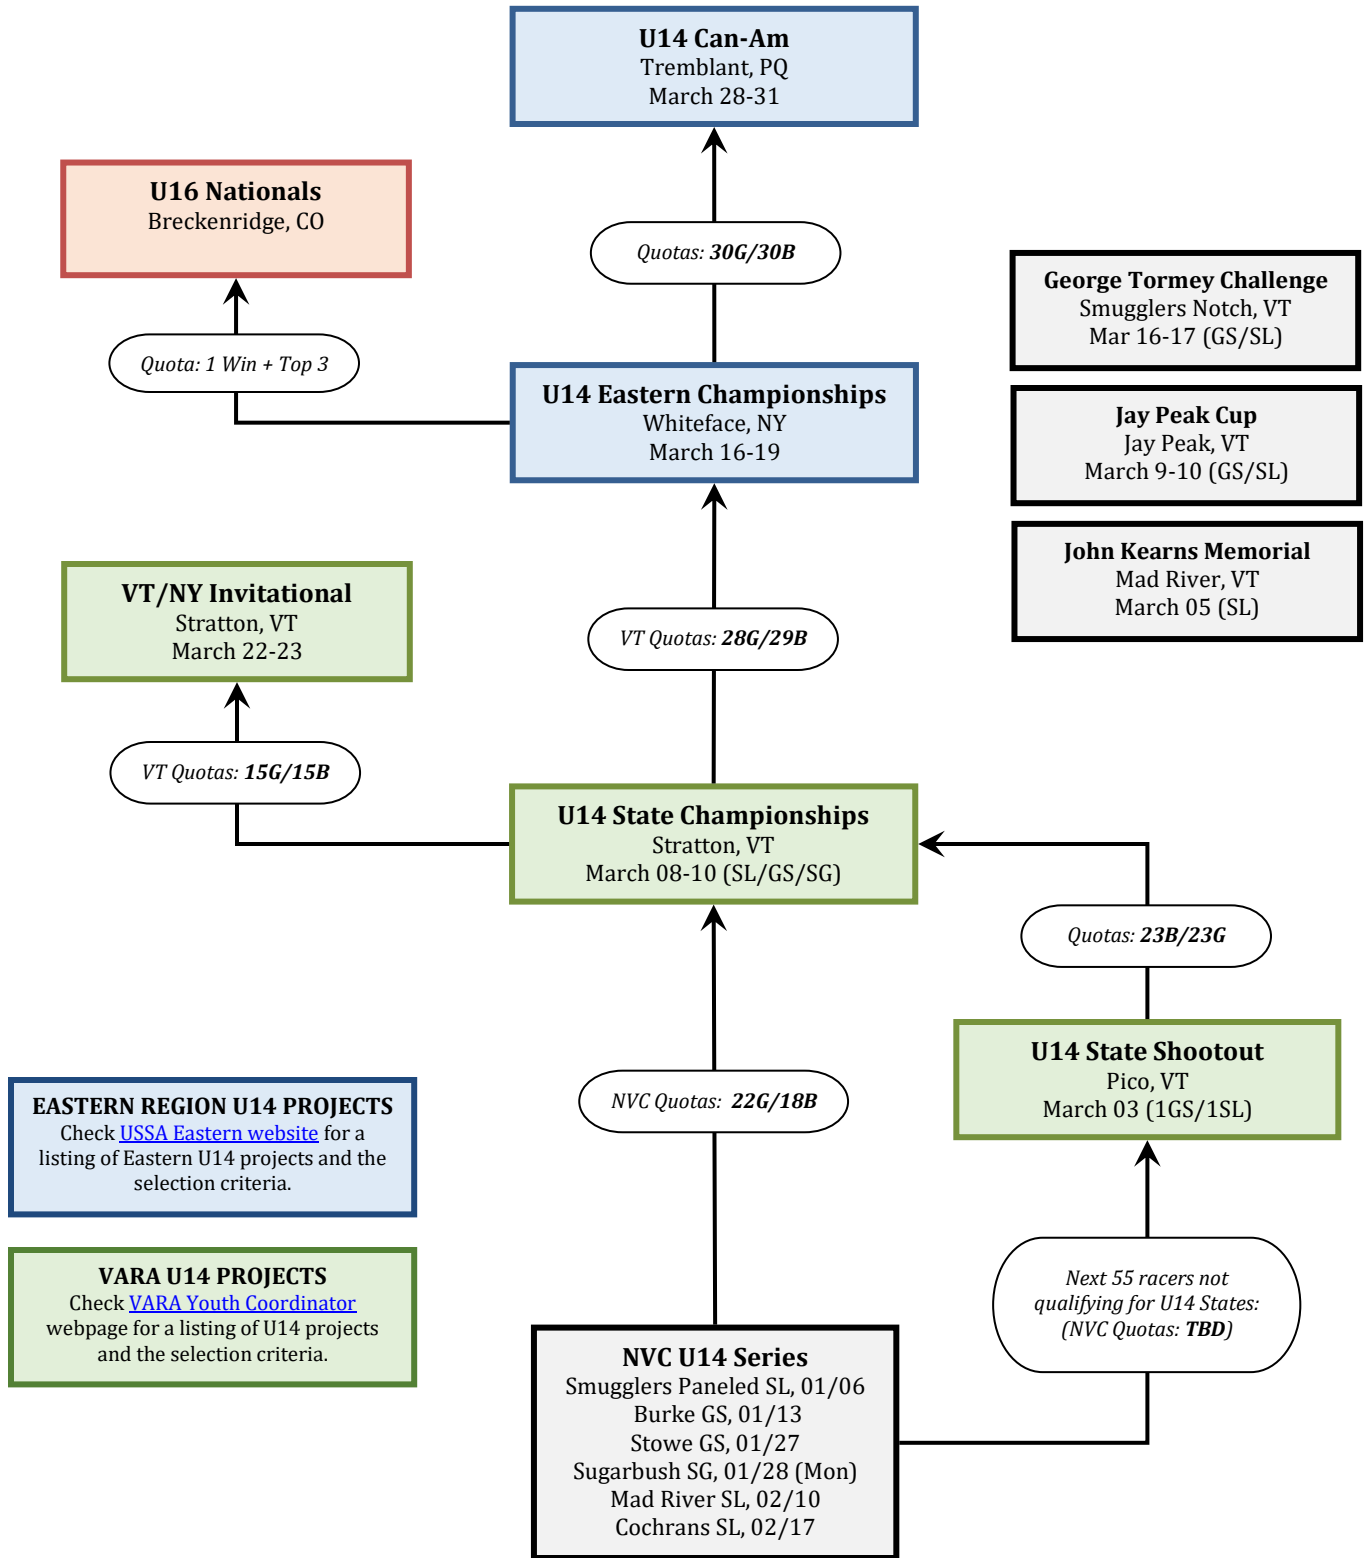 U14 Can-Am
Tremblant, PQ
March 28-31
U16 Nationals
Breckenridge, CO
Quotas: 30G/30B
George Tormey Challenge
Smugglers Notch, VT
Mar 16-17 (GS/SL)
Quota: 1 Win + Top 3
U14 Eastern Championships
Whiteface, NY
March 16-19
Jay Peak Cup
Jay Peak, VT
March 9-10 (GS/SL)
John Kearns Memorial
Mad River, VT
March 05 (SL)
VT/NY Invitational
Stratton, VT
March 22-23
VT Quotas: 28G/29B
VT Quotas: 15G/15B
U14 State Championships
Stratton, VT
March 08-10 (SL/GS/SG)
Quotas: 23B/23G
U14 State Shootout
Pico, VT
March 03 (1GS/1SL)
NVC Quotas: 22G/18B
EASTERN REGION U14 PROJECTS
Check USSA Eastern website for a
listing of Eastern U14 projects and the
selection criteria.
VARA U14 PROJECTS
Check VARA Youth Coordinator
webpage for a listing of U14 projects
and the selection criteria.
Next 55 racers not
qualifying for U14 States:
(NVC Quotas: TBD)
NVC U14 Series
Smugglers Paneled SL, 01/06
Burke GS, 01/13
Stowe GS, 01/27
Sugarbush SG, 01/28 (Mon)
Mad River SL, 02/10
Cochrans SL, 02/17